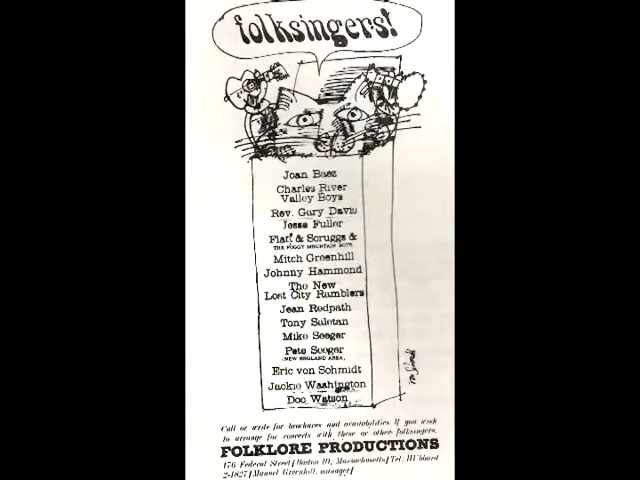 folksingers!
Joan Baez
Charles River
Valley Boys
Rev. Gary Davis
Jesse Fuller
Flatt & Scruggs &
THE FOGGY MOUNTAIN BOYS
Mitch Greenhill
Johnny Hammond
The New
Lost City Ramblers
Jean Redpath
Tony Saletan
Mike Seeger
Pete Seeger
(NEW ENGLAND AREA)
Eric von Schmidt
Jackie Washington
Doc Watson
Call or write for brochures and availabilities if you wish
to arrange for concerts with these or other folksingers.
FOLKLORE PRODUCTIONS
176 Federal Street/Boston 10, Massachusetts/Tel: HUbbard
2-1827/Manuel Greenhill, manager/